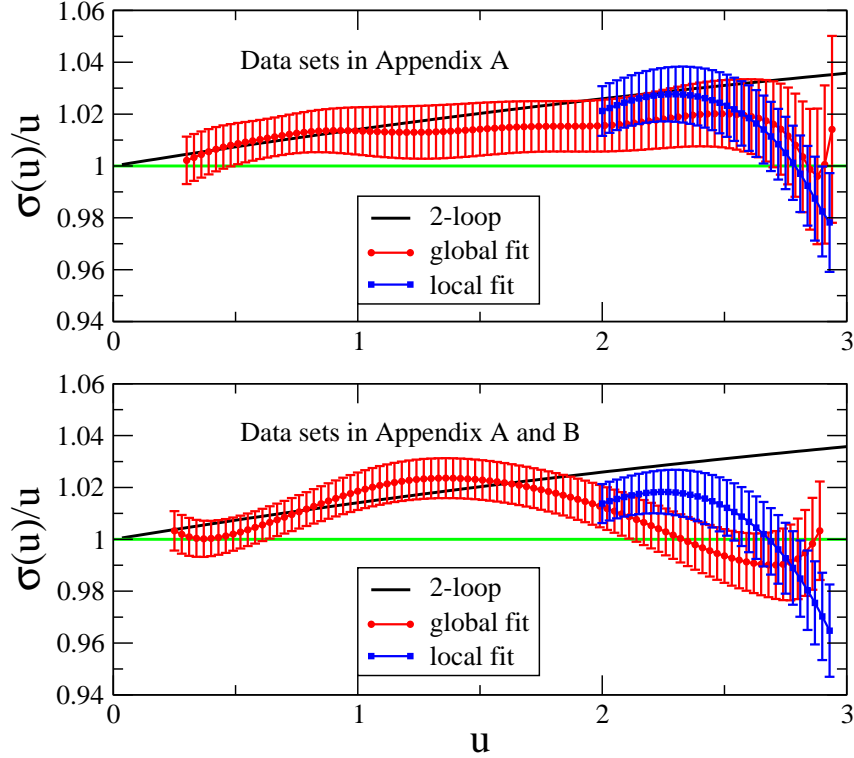 1.06
1.04
1.02
1
0.98
0.96
0.94
σ(u)/u
Data sets in Appendix A
2-loop
global fit
local fit
0 1 2 3
1.06
1.04
1.02
1
0.98
0.96
0.94
σ(u)/u
Data sets in Appendix A and B
2-loop
global fit
local fit
0 1 2 3
u